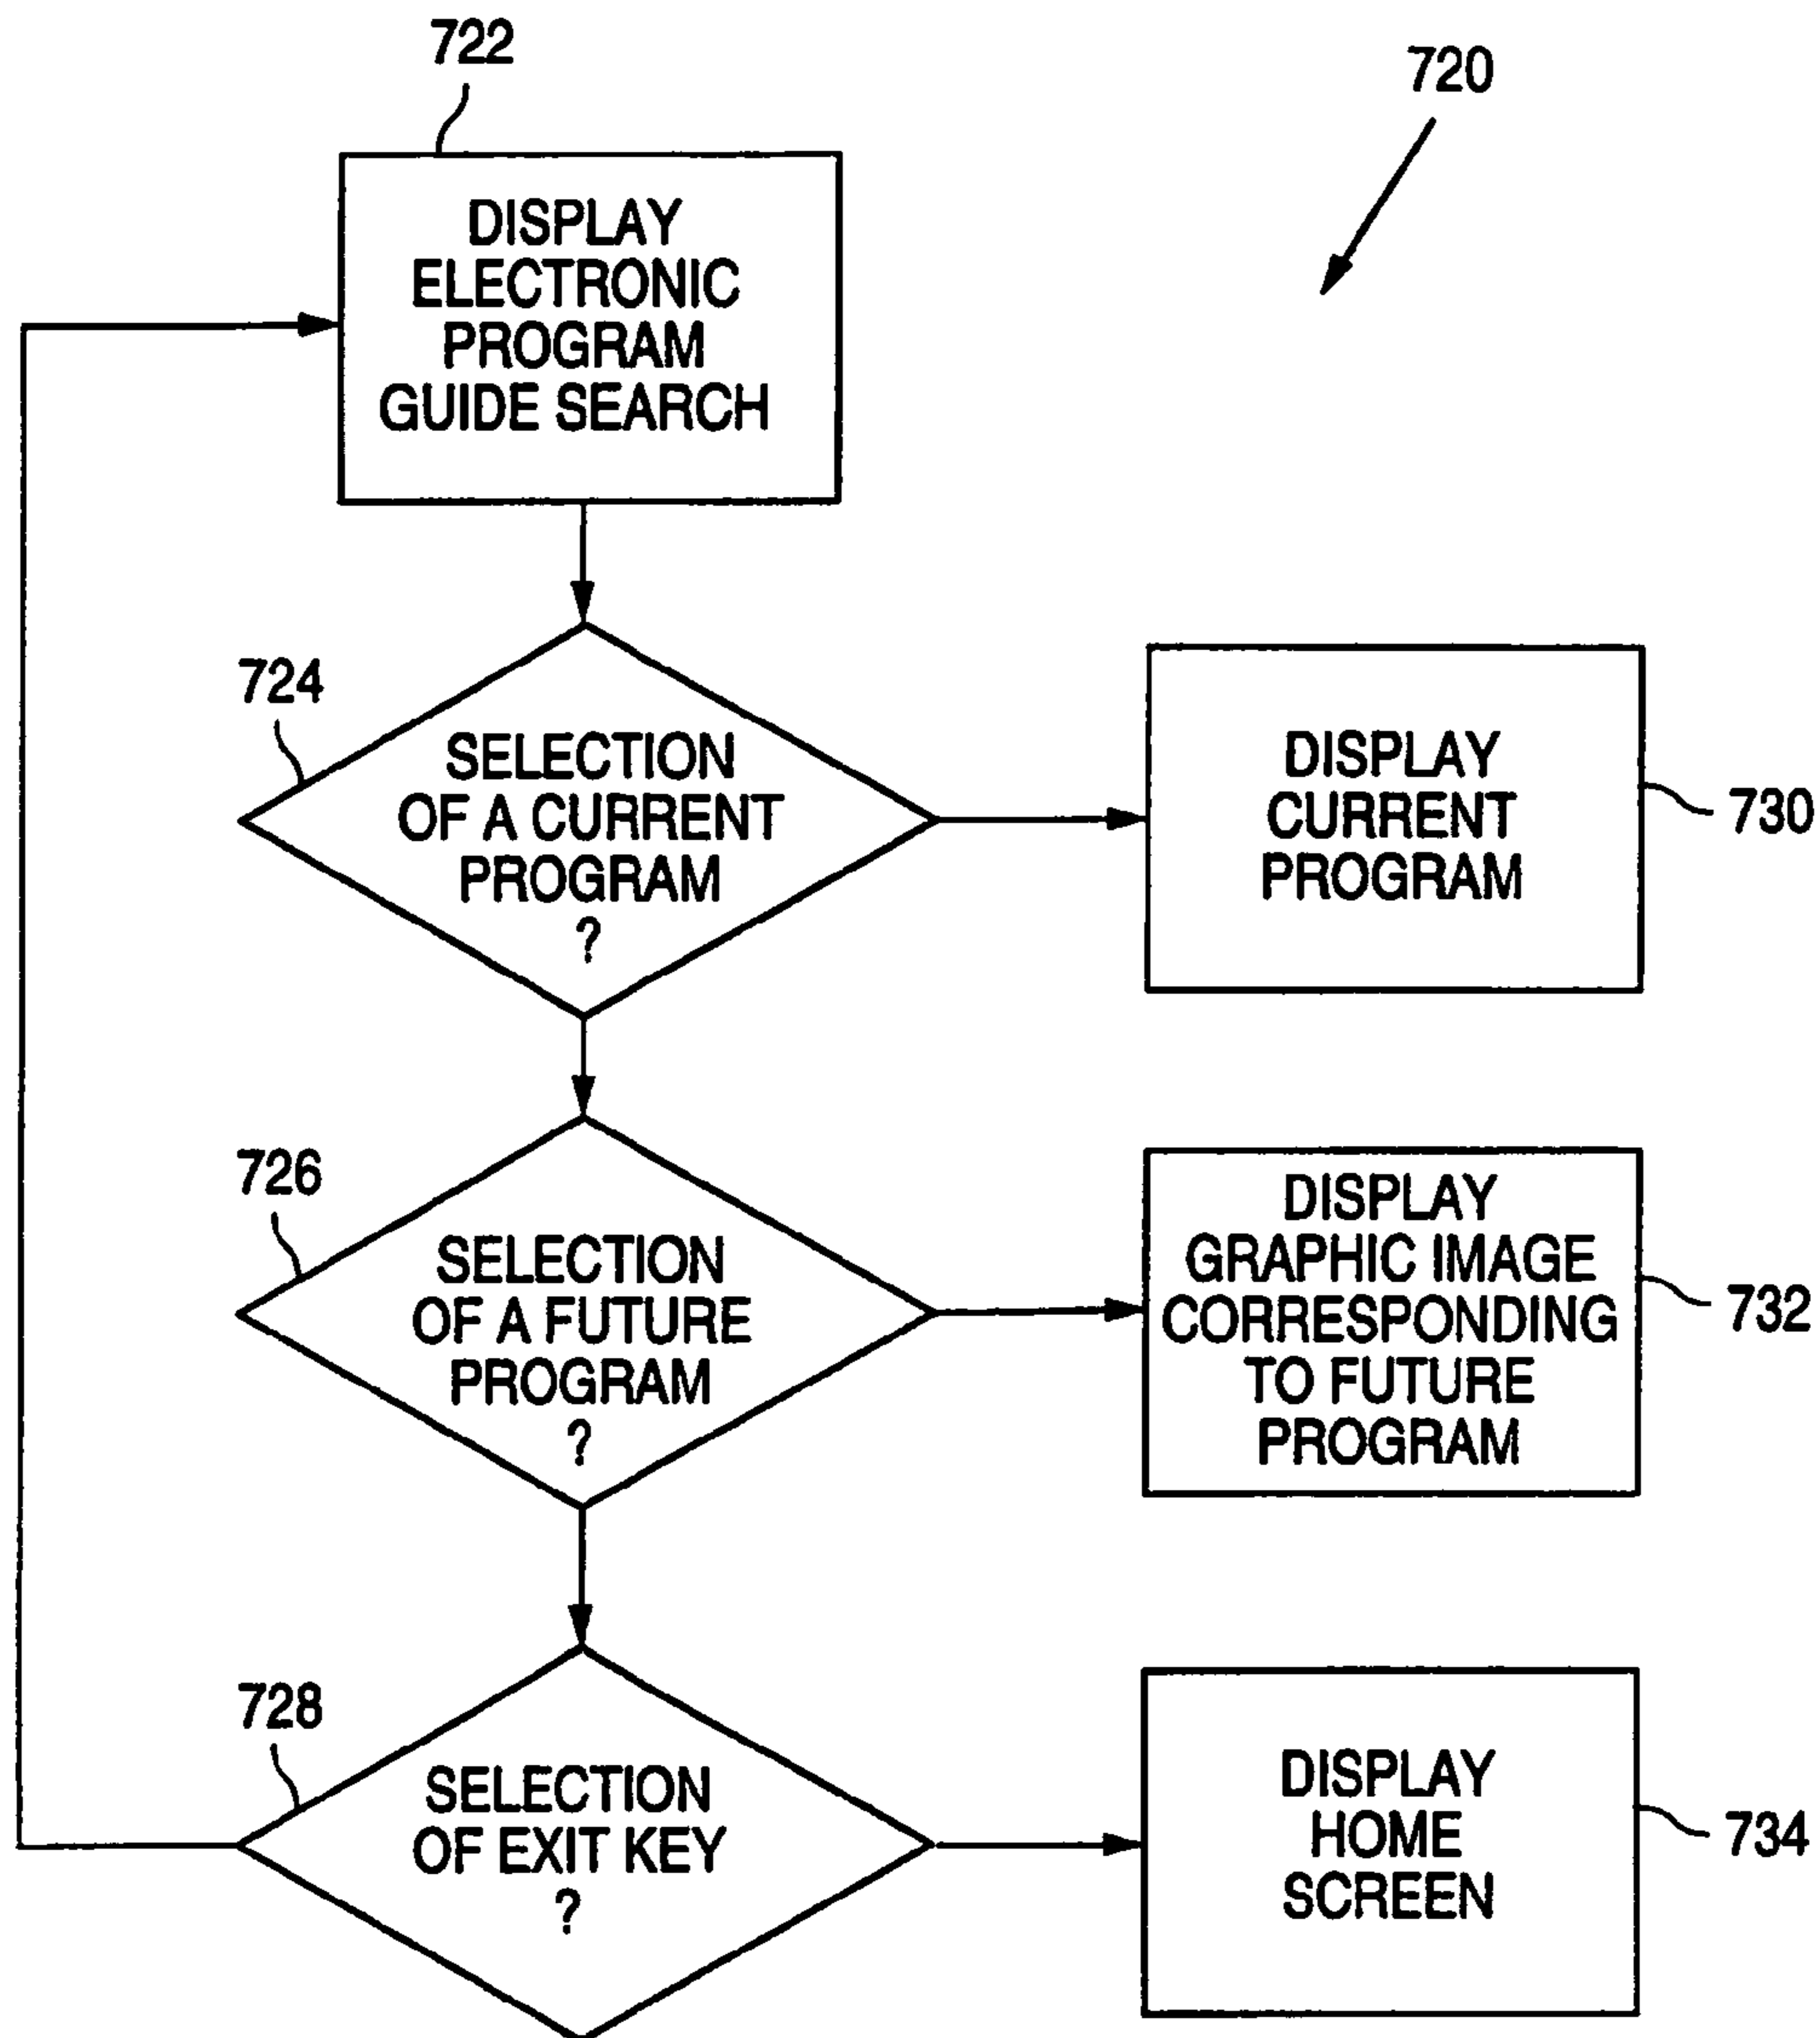 722
720
DISPLAY
ELECTRONIC
PROGRAM
GUIDE SEARCH
724
SELECTION
OF A CURRENT
PROGRAM
?
DISPLAY
CURRENT
PROGRAM
730
726
SELECTION
OF A FUTURE
PROGRAM
?
DISPLAY
GRAPHIC IMAGE
CORRESPONDING
TO FUTURE
PROGRAM
732
728
SELECTION
OF EXIT KEY
?
DISPLAY
HOME
SCREEN
734